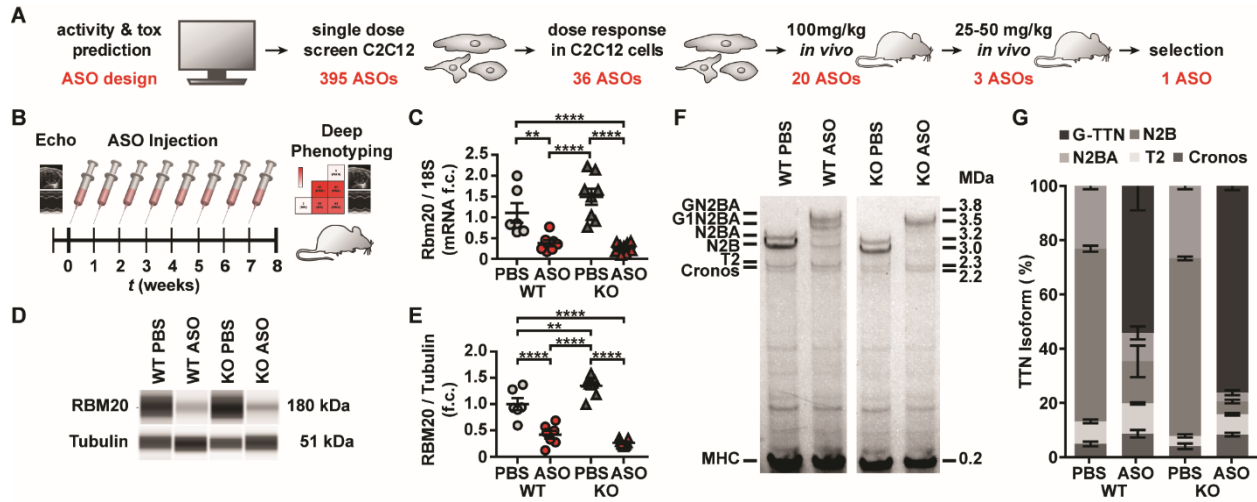 A
activity & tox
prediction
ASO design
single dose
screen C2C12
395 ASOs
dose response
in C2C12 cells
36 ASOs
100mg/kg
in vivo
20 ASOs
25-50 mg/kg
in vivo
3 ASOs
selection
1 ASO
B
Echo
ASO Injection
Deep
Phenotyping
0 1 2 3 4 5 6 7 8
t (weeks)
C
**** 
** ****
****
Rbm20 / 18S
(mRNA f.c.)
2.5
2.0
1.5
1.0
0.5
0.0
PBS ASO PBS ASO
WT KO
D
WT PBS
WT ASO
KO PBS
KO ASO
RBM20 180 kDa
Tubulin 51 kDa
E
****
**
**** **** ****
RBM20 / Tubulin
(f.c.)
2.0
1.5
1.0
0.5
0.0
PBS ASO PBS ASO
WT KO
F
WT PBS
WT ASO
KO PBS
KO ASO
MDa
GN2BA 3.8
G1N2BA 3.5
N2BA 3.2
N2B 3.0
T2 2.3
Cronos 2.2
MHC 0.2
G
G-TTN N2B
N2BA T2 Cronos
TTN Isoform (%)
100
80
60
40
20
0
PBS ASO PBS ASO
WT KO